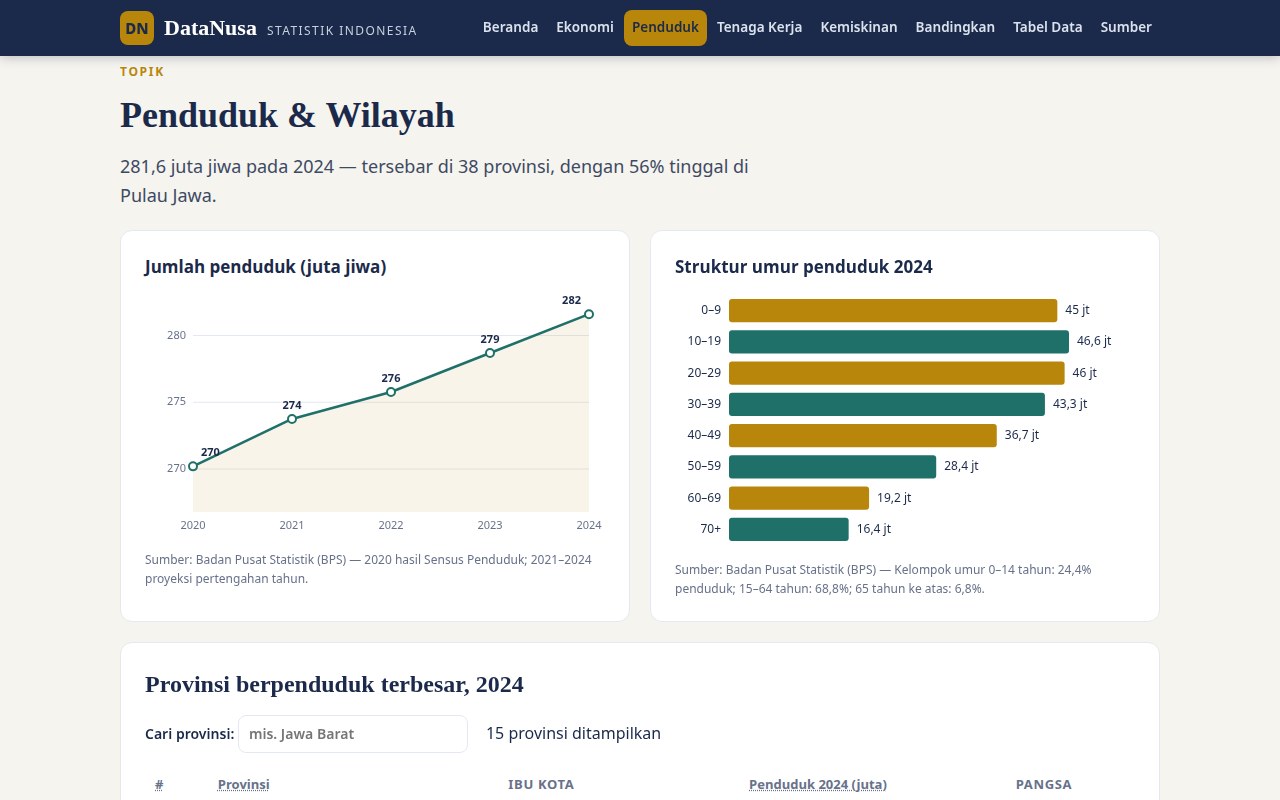 DN DataNusa STATISTIK INDONESIA Beranda Ekonomi Penduduk Tenaga Kerja Kemiskinan Bandingkan Tabel Data Sumber
TOPIK
Penduduk & Wilayah
281,6 juta jiwa pada 2024 — tersebar di 38 provinsi, dengan 56% tinggal di
Pulau Jawa.
Jumlah penduduk (juta jiwa)
282
280
279
276
275
274
270
270
2020 2021 2022 2023 2024
Sumber: Badan Pusat Statistik (BPS) — 2020 hasil Sensus Penduduk; 2021–2024
proyeksi pertengahan tahun.
Struktur umur penduduk 2024
0–9 45 jt
10–19 46,6 jt
20–29 46 jt
30–39 43,3 jt
40–49 36,7 jt
50–59 28,4 jt
60–69 19,2 jt
70+ 16,4 jt
Sumber: Badan Pusat Statistik (BPS) — Kelompok umur 0–14 tahun: 24,4%
penduduk; 15–64 tahun: 68,8%; 65 tahun ke atas: 6,8%.
Provinsi berpenduduk terbesar, 2024
Cari provinsi: mis. Jawa Barat 15 provinsi ditampilkan
# Provinsi IBU KOTA Penduduk 2024 (juta) PANGSA